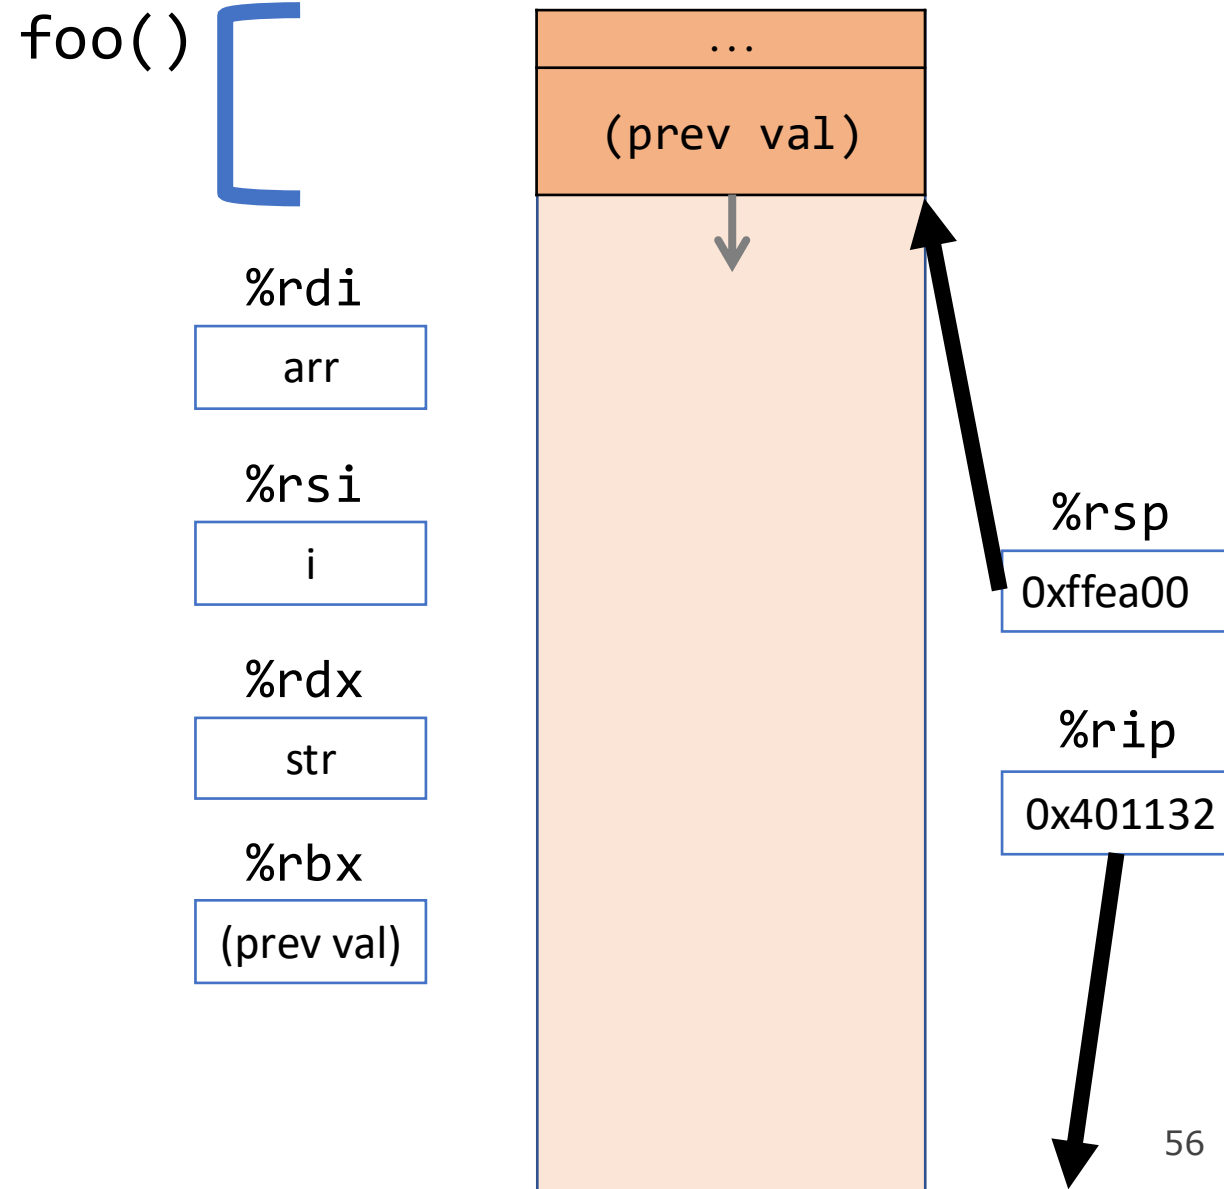 foo()
...
(prev val)
%rdi
arr
%rsi
i
%rdx
str
%rbx
(prev val)
%rsp
0xffea00
%rip
0x401132
56